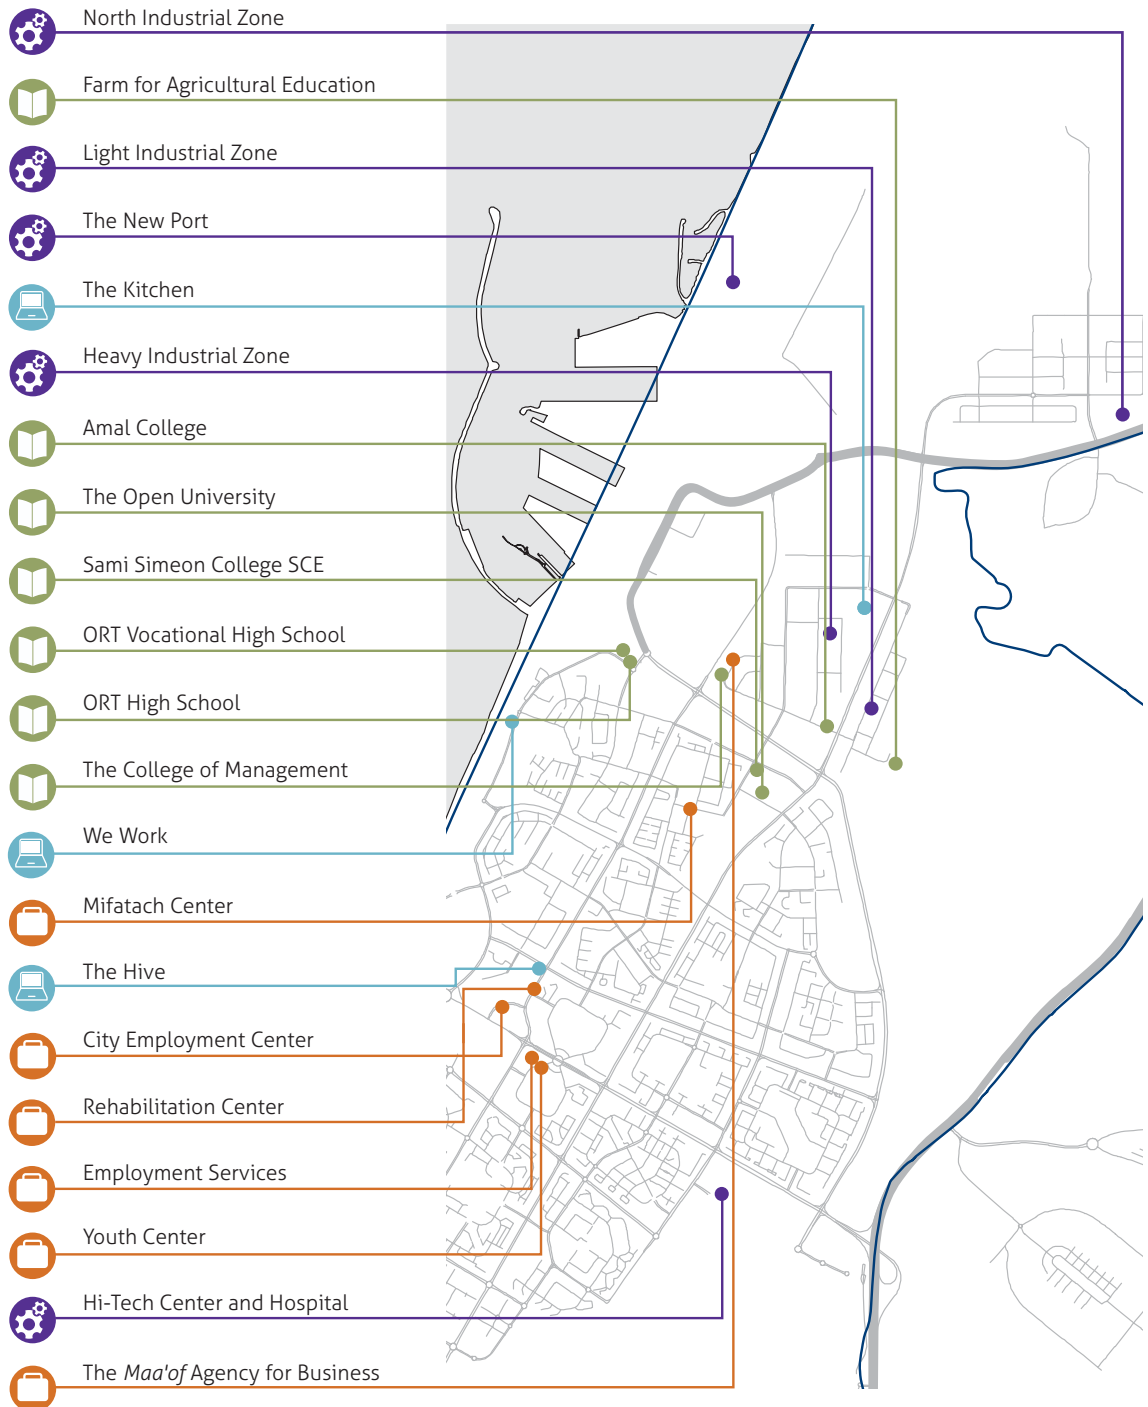 North Industrial Zone
Farm for Agricultural Education
Light Industrial Zone
The New Port
The Kitchen
Heavy Industrial Zone
Amal College
The Open University
Sami Simeon College SCE
ORT Vocational High School
ORT High School
The College of Management
We Work
Mifatach Center
The Hive
City Employment Center
Rehabilitation Center
Employment Services
Youth Center
Hi-Tech Center and Hospital
The Maa'of Agency for Business